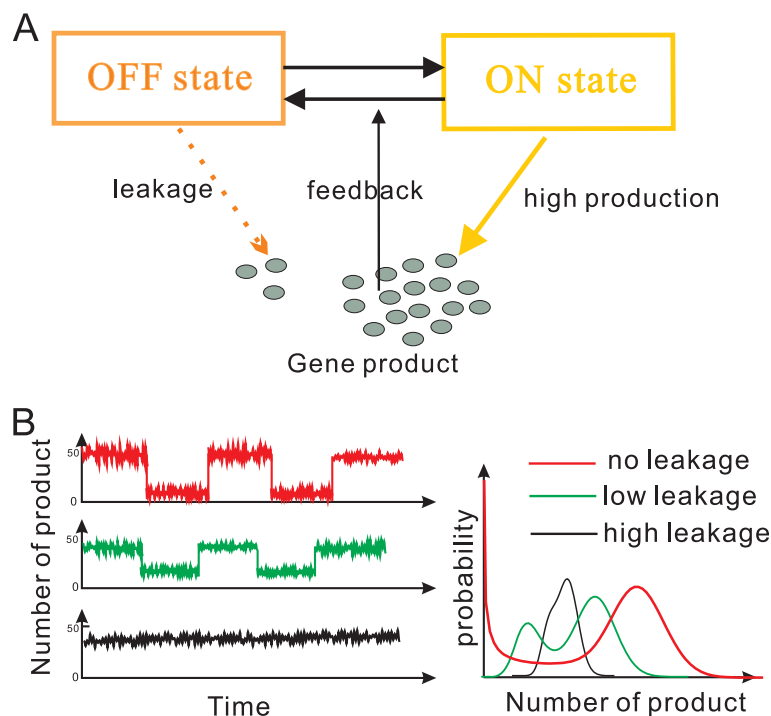 A
OFF state
ON state
leakage
feedback
high production
Gene product
B
Number of product
50
0
50
0
50
0
Time
no leakage
low leakage
high leakage
probability
Number of product